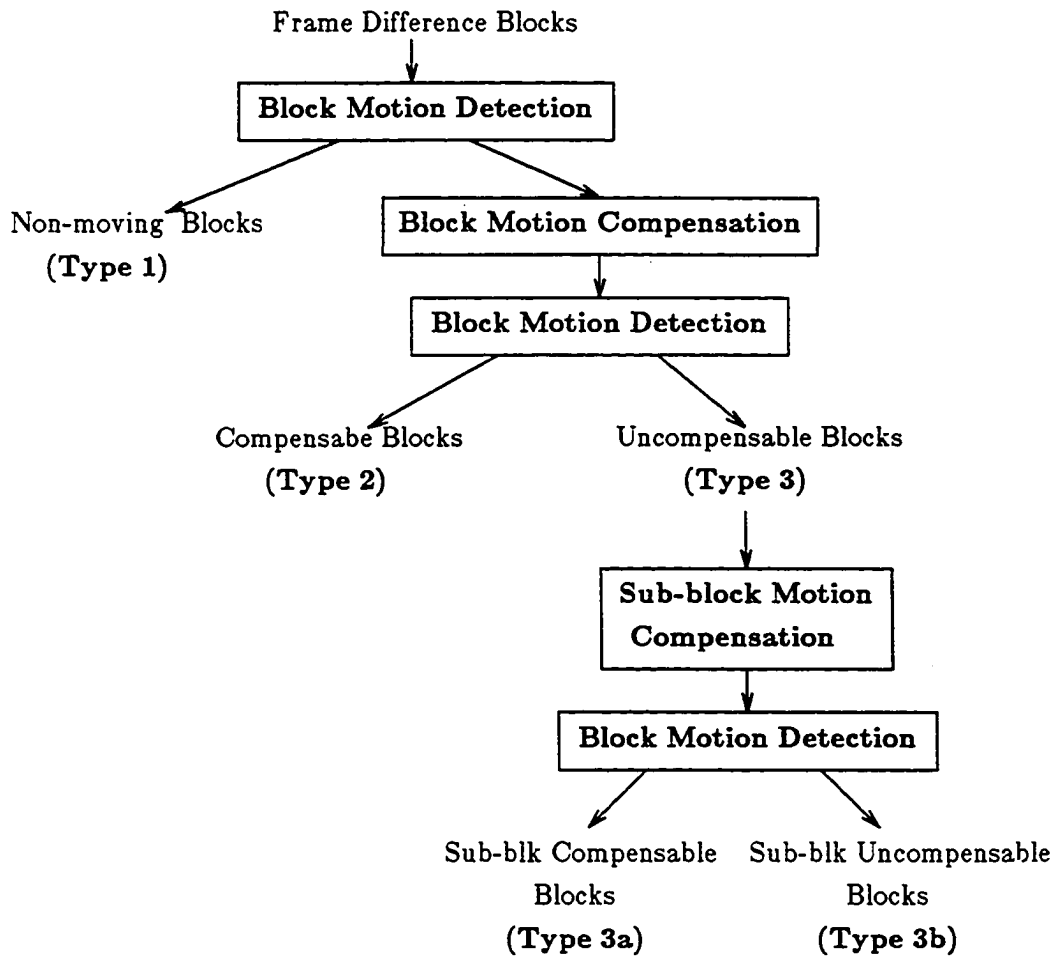 Frame Difference Blocks
Block Motion Detection
Non-moving Blocks
(Type 1)
Block Motion Compensation
Block Motion Detection
Compensabe Blocks
(Type 2)
Uncompensable Blocks
(Type 3)
Sub-block Motion
Compensation
Block Motion Detection
Sub-blk Compensable
Blocks
(Type 3a)
Sub-blk Uncompensable
Blocks
(Type 3b)